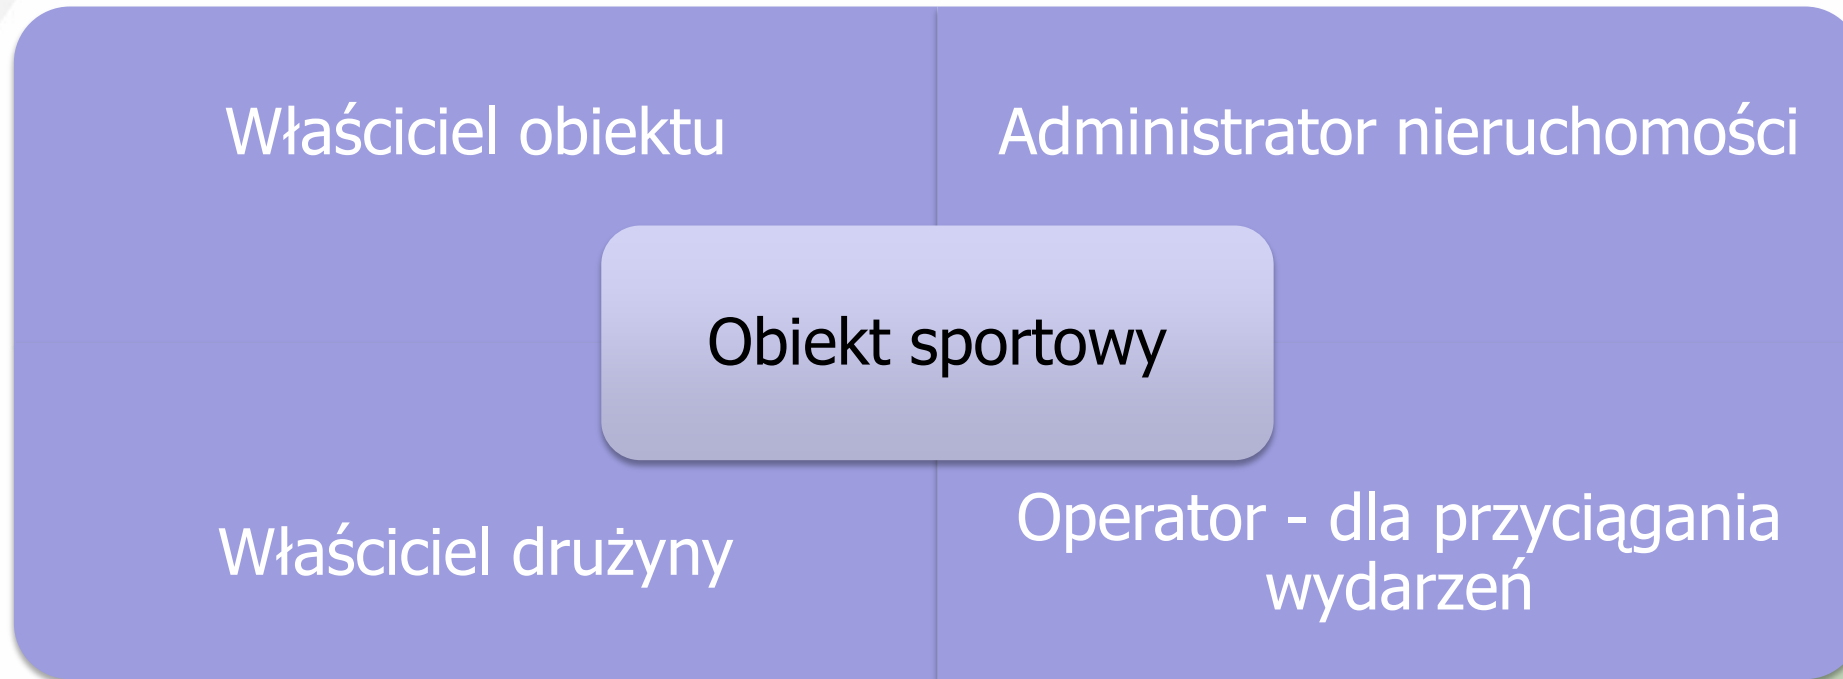 Właściciel obiektu
Administrator nieruchomości
Obiekt sportowy
Właściciel drużyny
Operator - dla przyciągania
wydarzeń